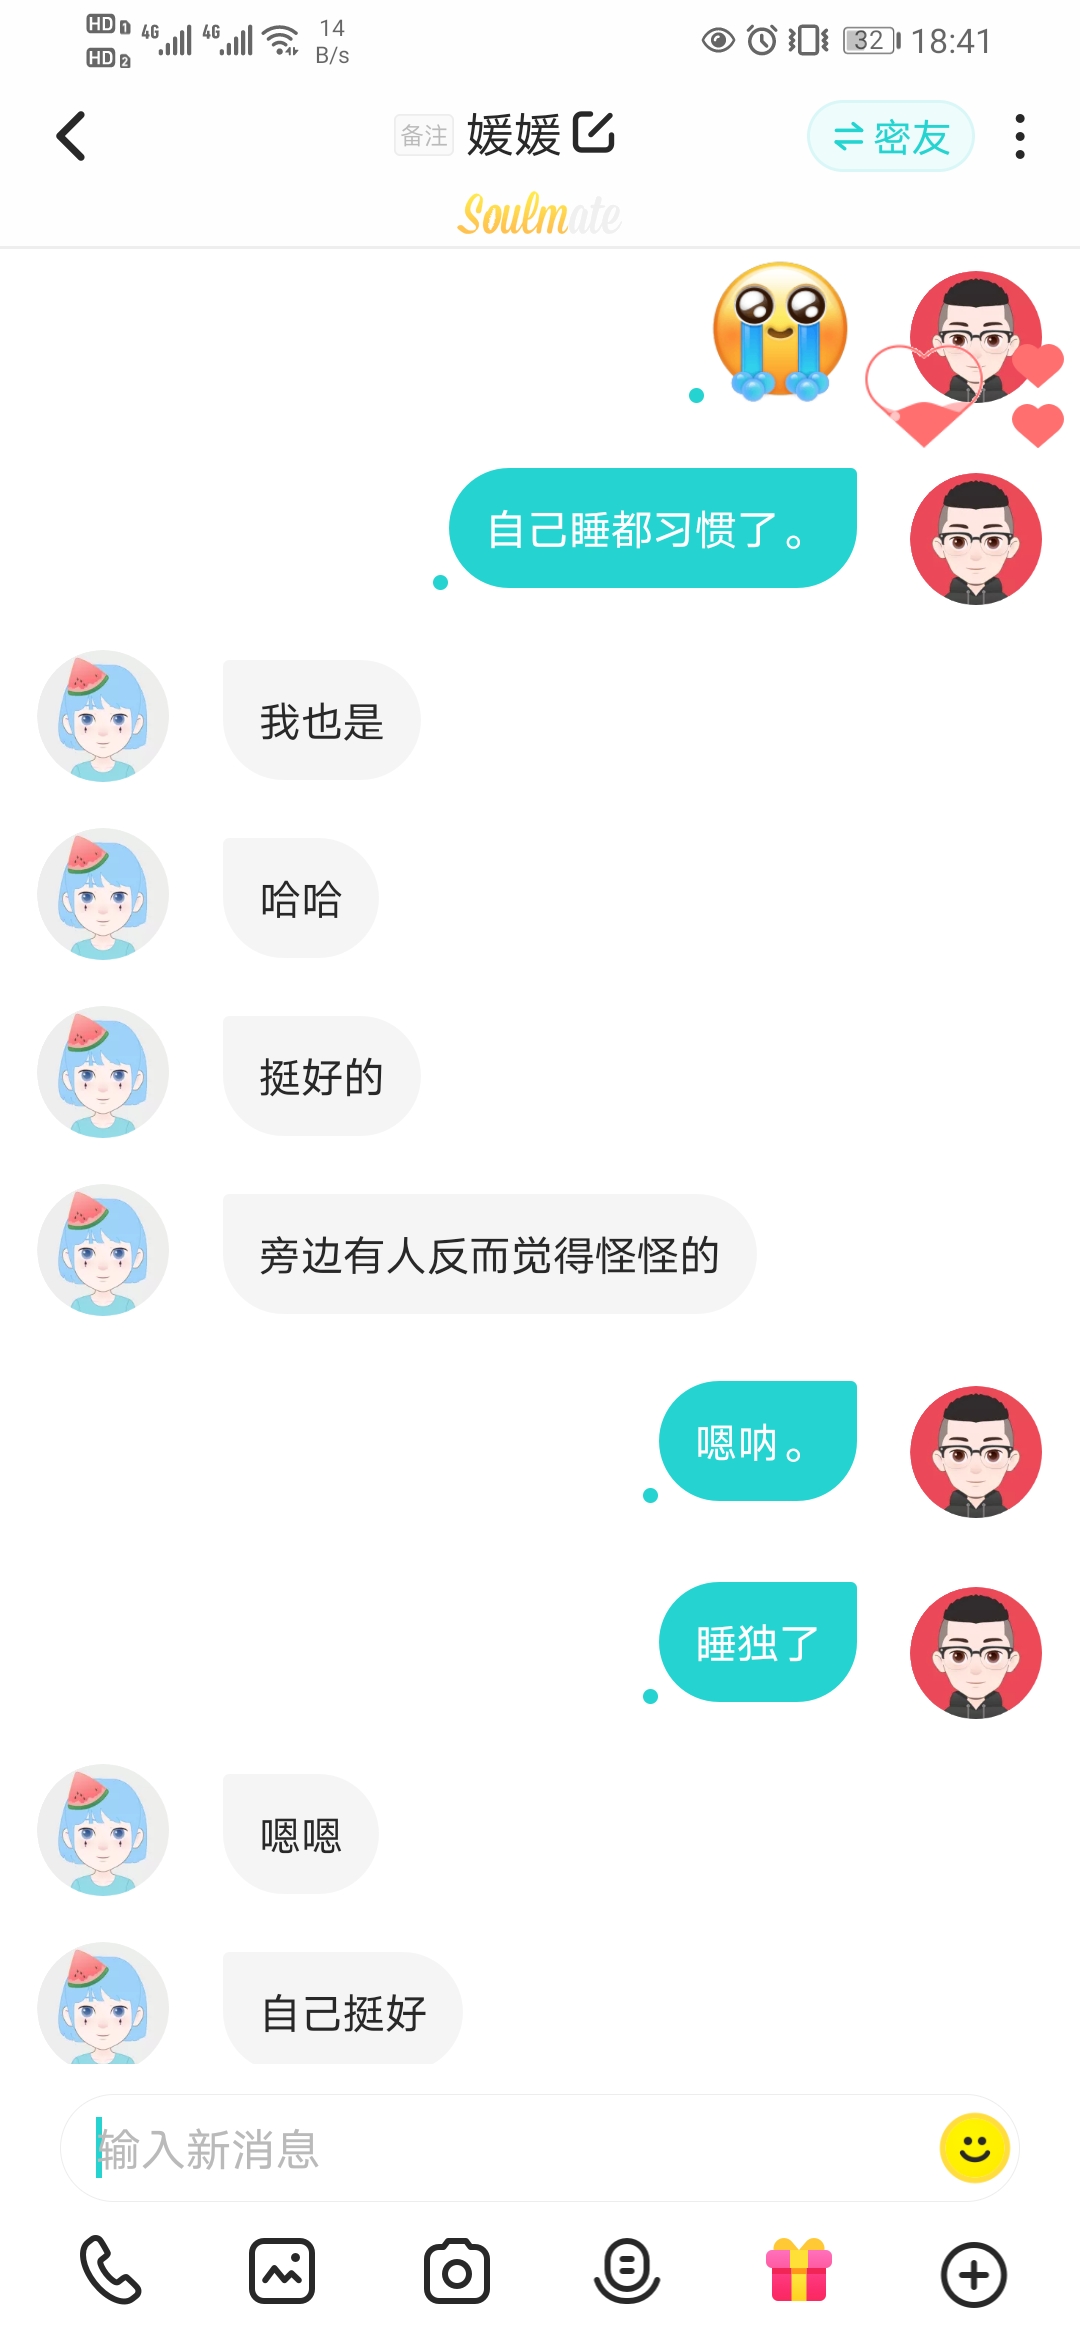 HD 1 4G 4G 14
HD 2 B/s
32 18:41
备注 媛媛 密友
Soulmate
自己睡都习惯了。
我也是
哈哈
挺好的
旁边有人反而觉得怪怪的
嗯呐。
睡独了
嗯嗯
自己挺好
输入新消息